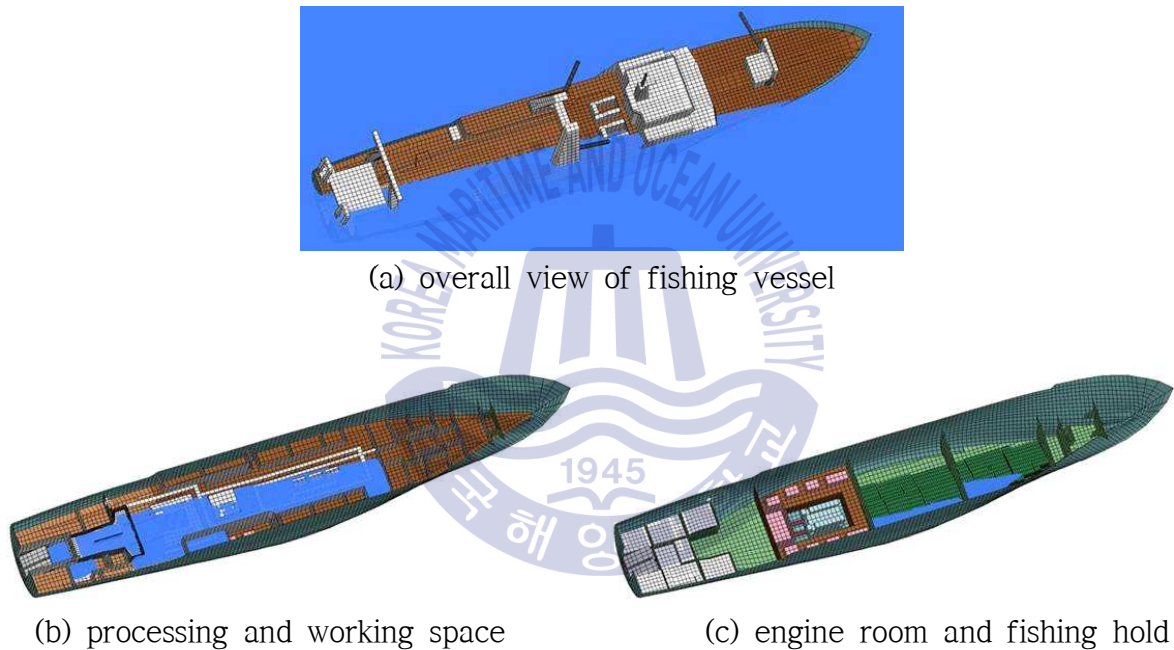 (a) overall view of fishing vessel
KOREA MARITIME AND OCEAN UNIVERSITY
1945
(b) processing and working space
(c) engine room and fishing hold